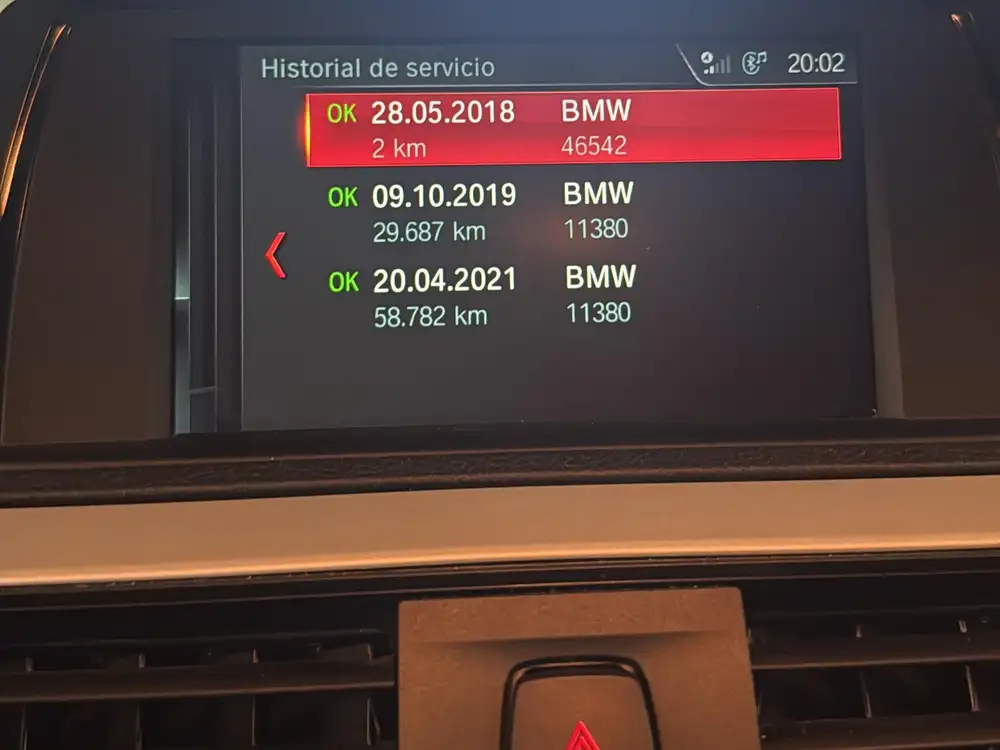 Historial de servicio
20:02
OK 28.05.2018 BMW
2 km 46542
OK 09.10.2019 BMW
29.687 km 11380
OK 20.04.2021 BMW
58.782 km 11380